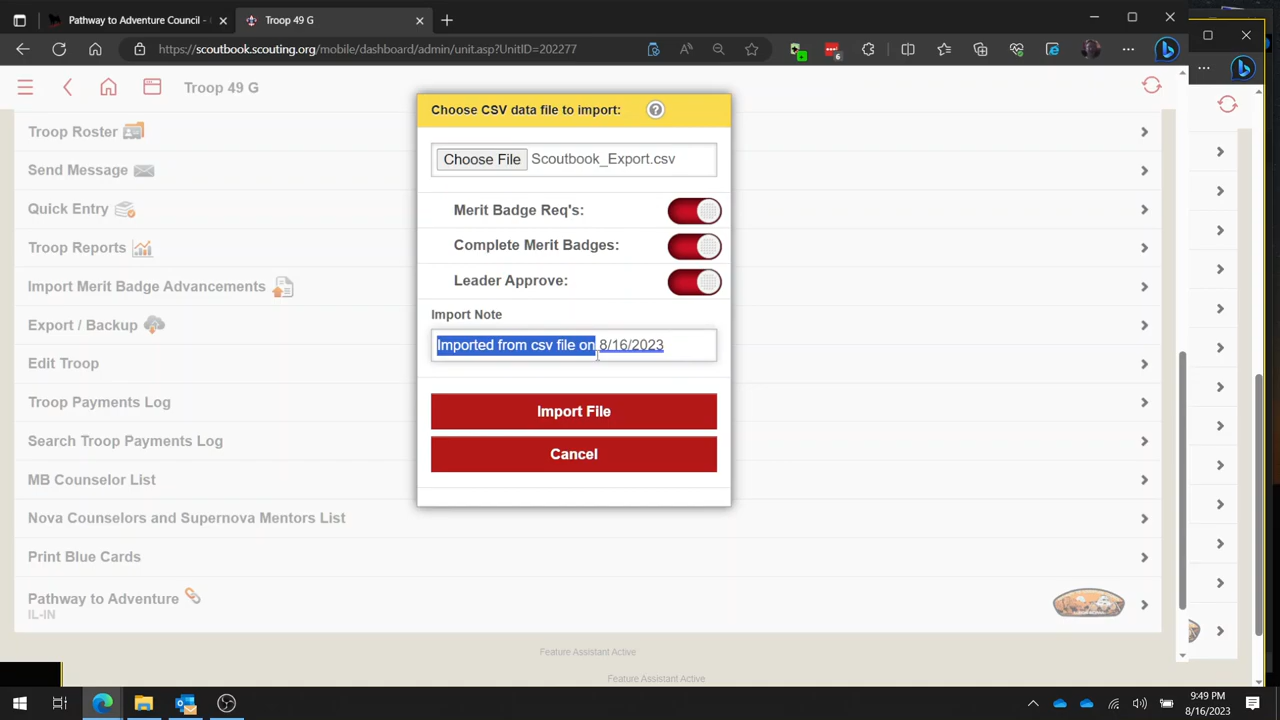 Pathway to Adventure Council -
Troop 49 G
https://scoutbook.scouting.org/mobile/dashboard/admin/unit.asp?UnitID=202277
6
Troop 49 G
Choose CSV data file to import: ?
Choose File Scoutbook_Export.csv
Merit Badge Req's:
Complete Merit Badges:
Leader Approve:
Import Note
Imported from csv file on 8/16/2023
Import File
Cancel
Troop Roster
Send Message
Quick Entry
Troop Reports
Import Merit Badge Advancements
Export / Backup
Edit Troop
Troop Payments Log
Search Troop Payments Log
MB Counselor List
Nova Counselors and Supernova Mentors List
Print Blue Cards
Pathway to Adventure
IL-IN
Feature Assistant Active
Feature Assistant Active
9:49 PM
8/16/2023